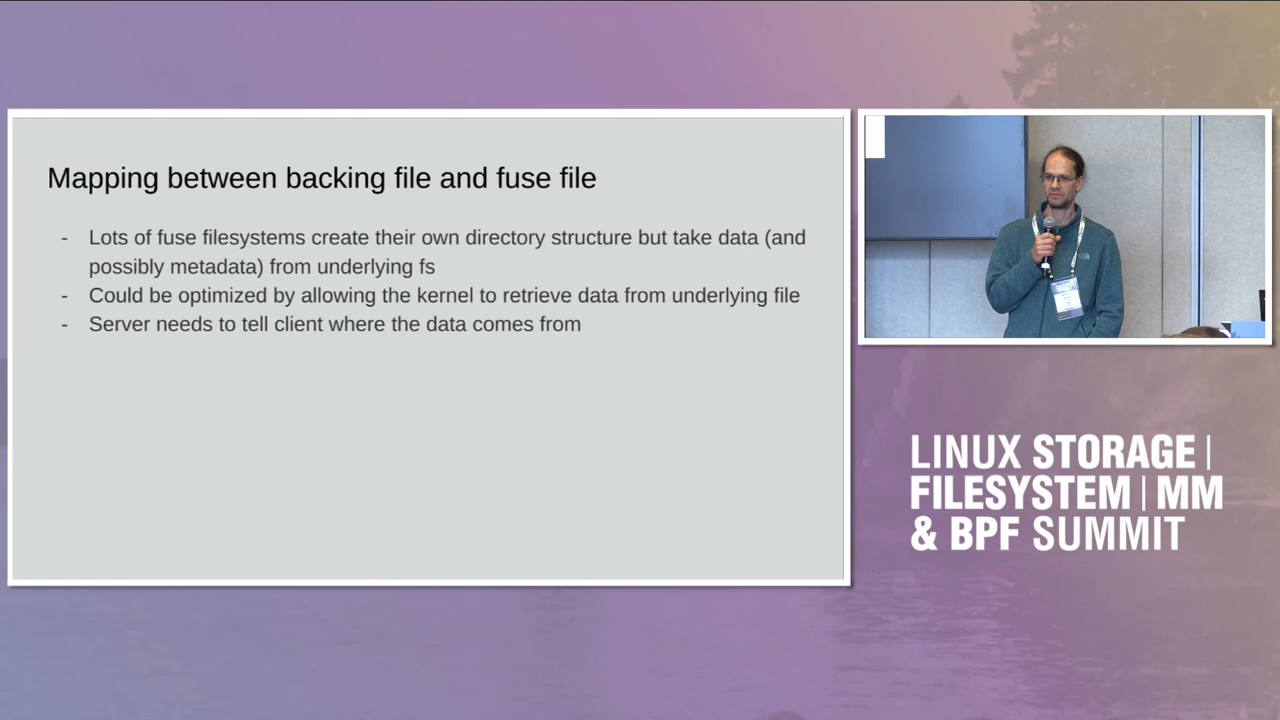 Mapping between backing file and fuse file
- Lots of fuse filesystems create their own directory structure but take data (and
possibly metadata) from underlying fs
- Could be optimized by allowing the kernel to retrieve data from underlying file
- Server needs to tell client where the data comes from
LINUX STORAGE |
FILESYSTEM | MM
& BPF SUMMIT